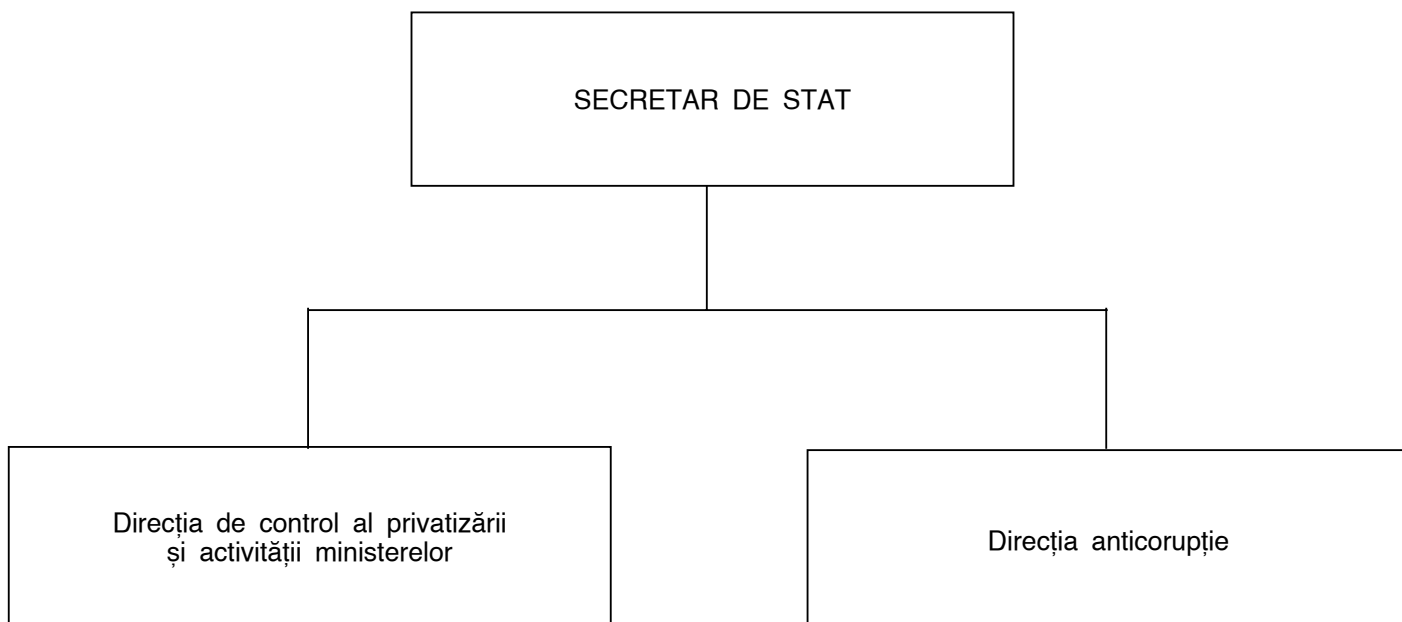 SECRETAR DE STAT
Direcția de control al privatizării
și activității ministerelor
Direcția anticorupție